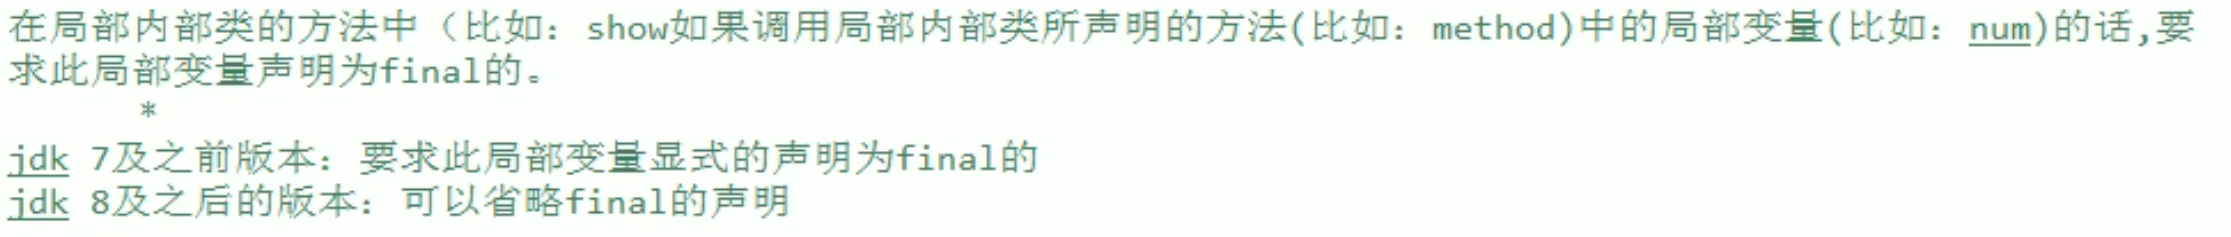 在局部内部类的方法中（比如：show如果调用局部内部类所声明的方法(比如：method)中的局部变量(比如：num)的话,要
求此局部变量声明为final的。
*
jdk 7及之前版本：要求此局部变量显式的声明为final的
jdk 8及之后的版本：可以省略final的声明